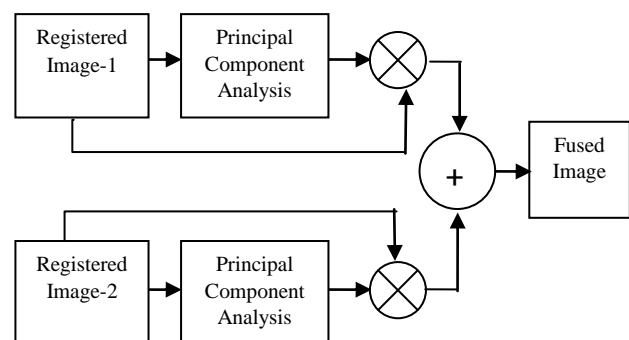 Registered
Image-1
Principal
Component
Analysis
+
Fused
Image
Registered
Image-2
Principal
Component
Analysis